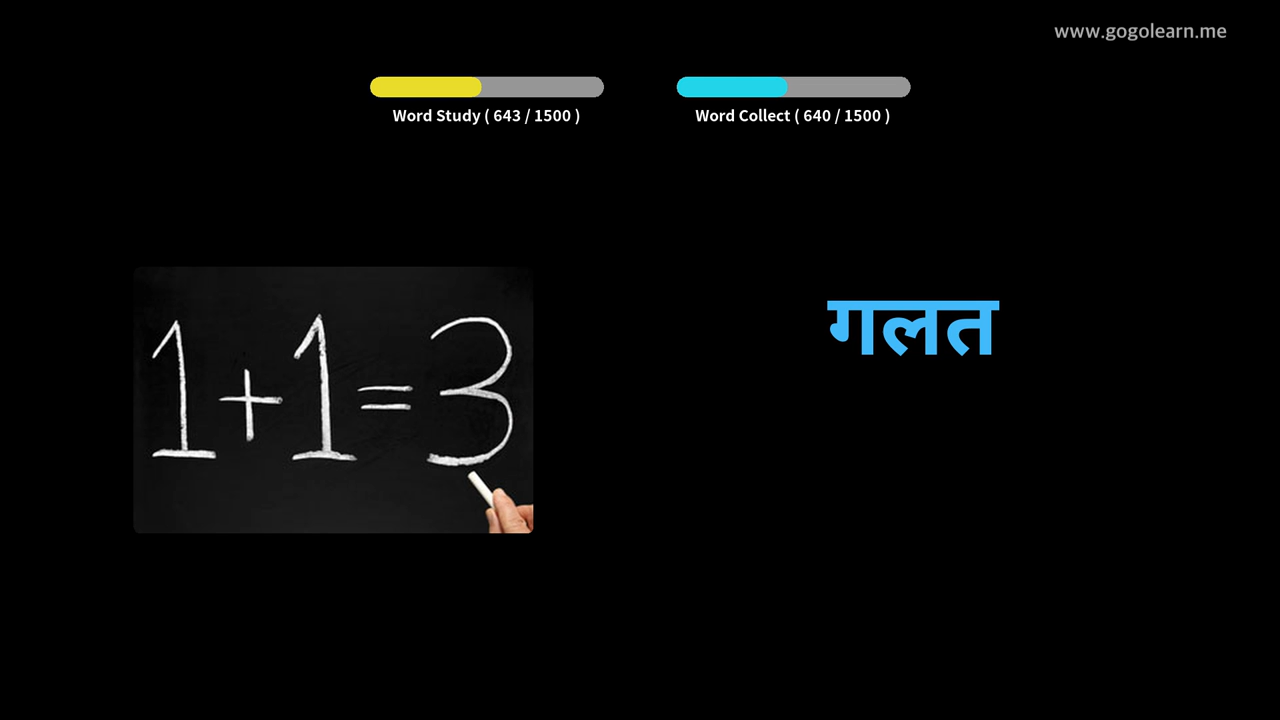 www.gogolearn.me
Word Study ( 643 / 1500 )
Word Collect ( 640 / 1500 )
1+1=3
गलत